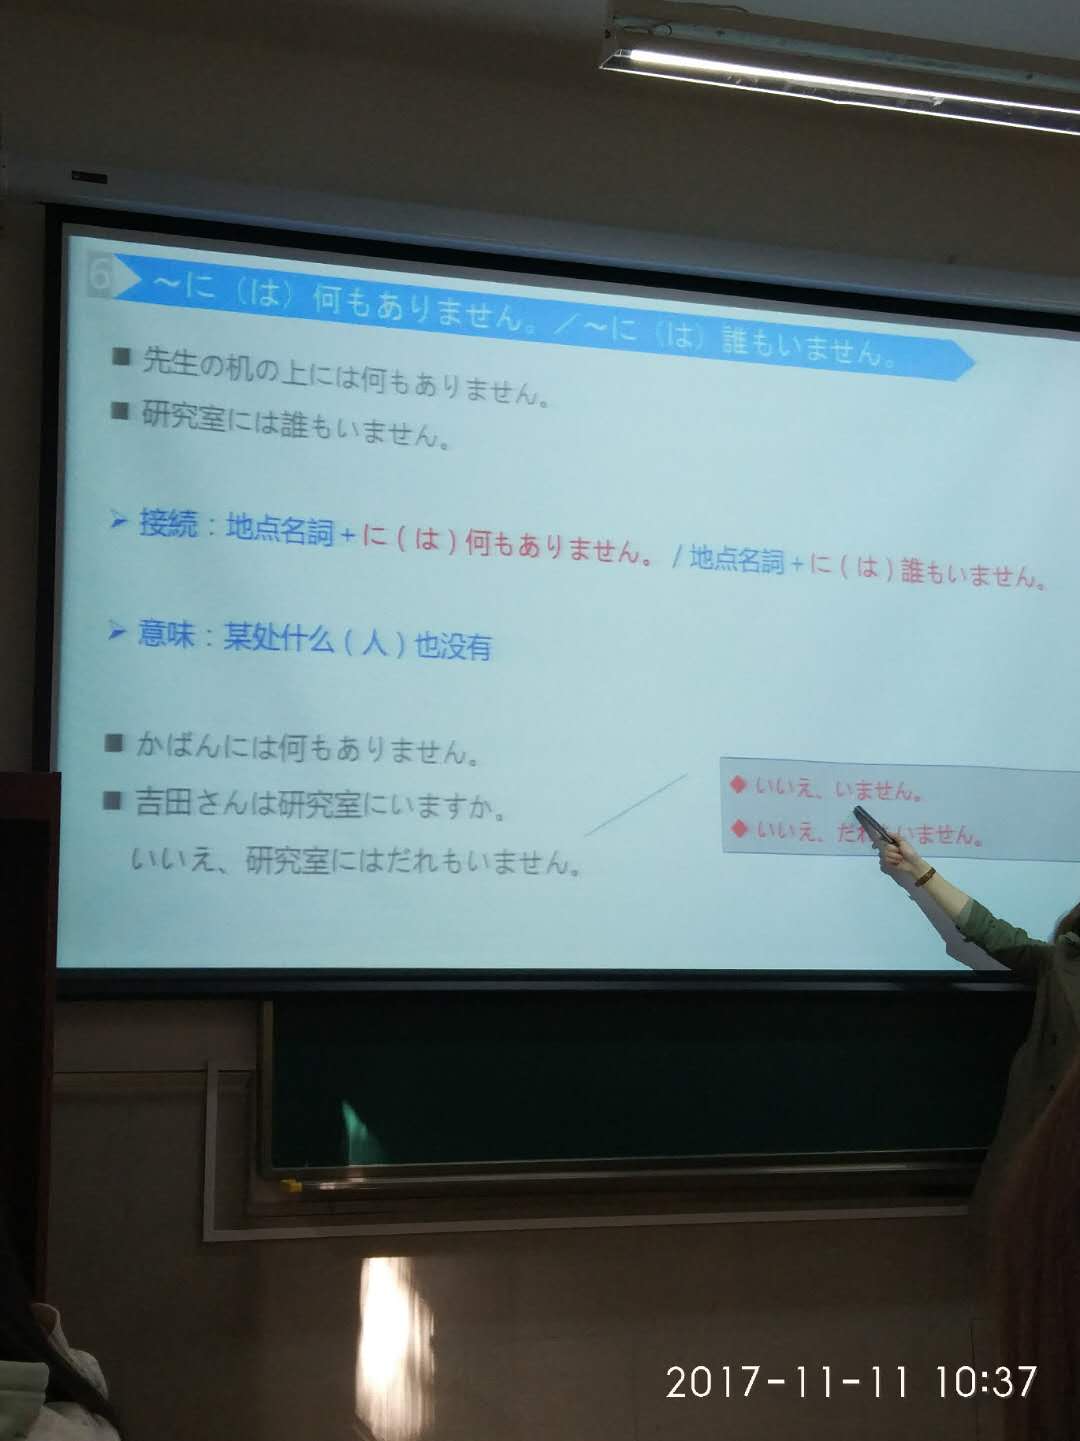 6
～に（は）何もありません。／～に（は）誰もいません。
■ 先生の机の上には何もありません。
■ 研究室には誰もいません。
➢ 接続：地点名詞+に（は）何もありません。/地点名詞+に（は）誰もいません。
➢ 意味：某处什么（人）也没有
■ かばんには何もありません。
■ 吉田さんは研究室にいますか。
いいえ、研究室にはだれもいません。
◆ いいえ、いません。
◆ いいえ、だれもいません。
2017-11-11 10:37